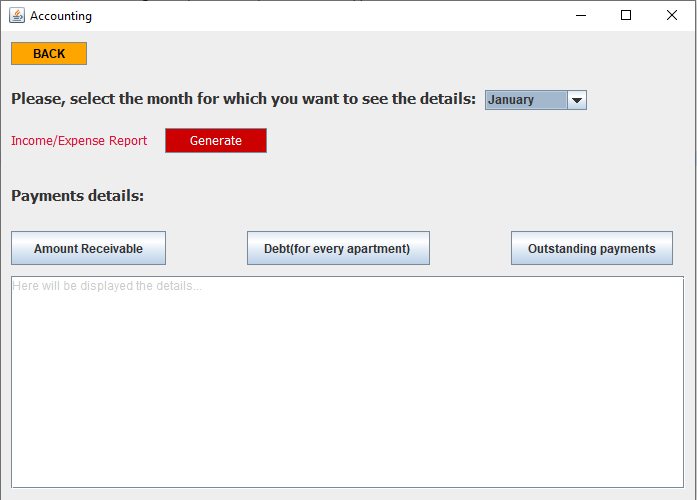 Accounting
BACK
Please, select the month for which you want to see the details: January
Income/Expense Report Generate
Payments details:
Amount Receivable Debt(for every apartment) Outstanding payments
Here will be displayed the details...